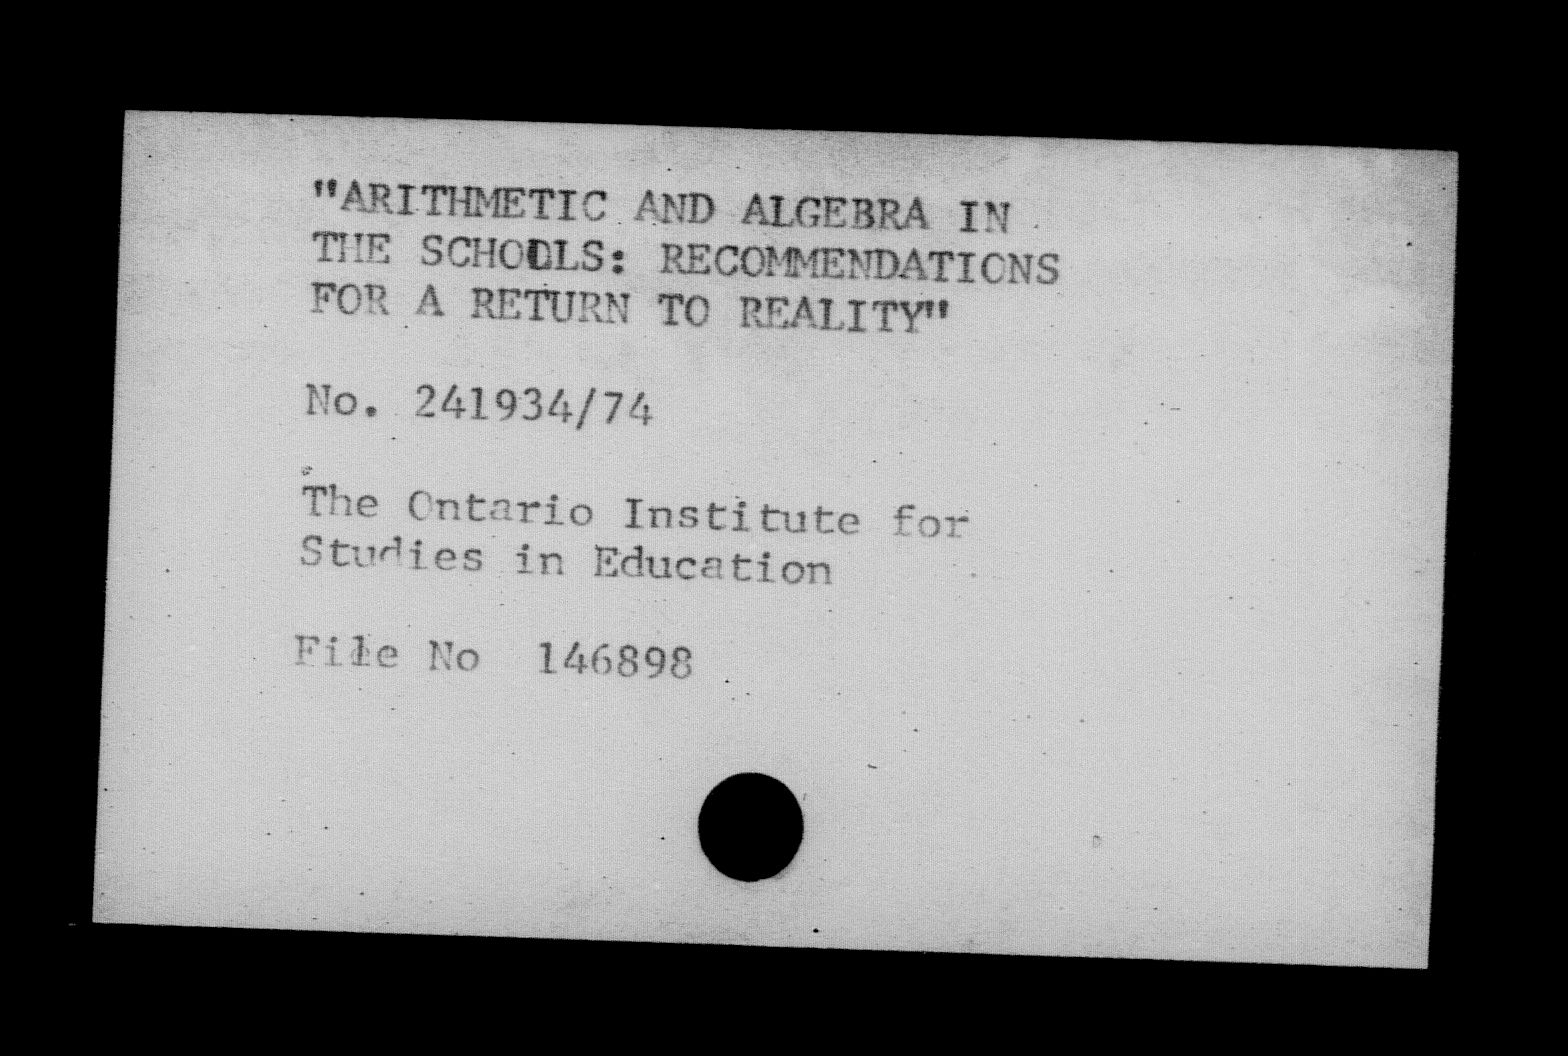 "ARITHMETIC AND ALGEBRA IN
THE SCHOOLS: RECOMMENDATIONS
FOR A RETURN TO REALITY"
No. 241934/74
The Ontario Institute for
Studies in Education
File No 146898